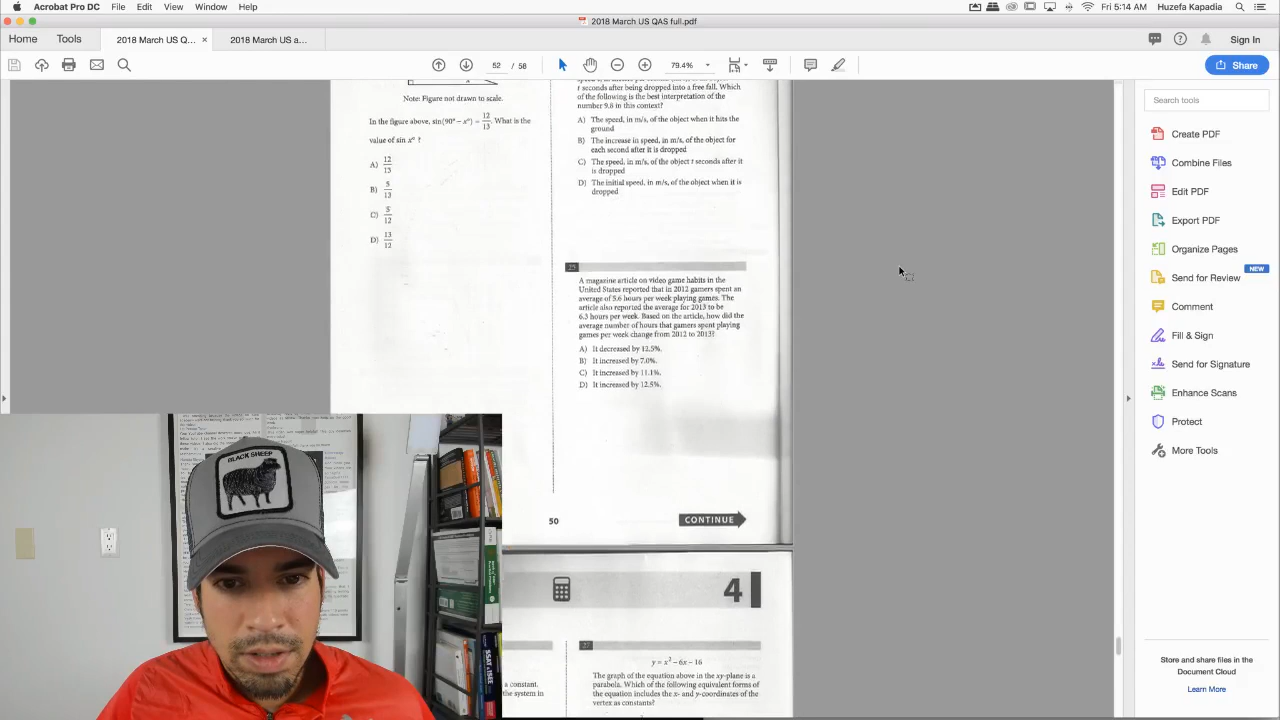 Acrobat Pro DC File Edit View Window Help
Fri 5:14 AM Huzefa Kapadia
2018 March US QAS full.pdf
Home Tools 2018 March US Q... × 2018 March US a...
Sign In
52 / 58
79.4%
Share
Search tools
Create PDF
Combine Files
Edit PDF
Export PDF
Organize Pages
Send for Review
NEW
Comment
Fill & Sign
Send for Signature
Enhance Scans
Protect
More Tools
Store and share files in the
Document Cloud
Learn More
Note: Figure not drawn to scale.
In the figure above, sin(90° − x°) = 12/13. What is the
value of sin x° ?
A) 12/13
B) 5/13
C) 5/12
D) 13/12
t seconds after being dropped into a free fall. Which
of the following is the best interpretation of the
number 9.8 in this context?
A) The speed, in m/s, of the object when it hits the
ground
B) The increase in speed, in m/s, of the object for
each second after it is dropped
C) The speed, in m/s, of the object t seconds after it
is dropped
D) The initial speed, in m/s, of the object when it is
dropped
25
A magazine article on video game habits in the
United States reported that in 2012 gamers spent an
average of 5.6 hours per week playing games. The
article also reported the average for 2013 to be
6.3 hours per week. Based on the article, how did the
average number of hours that gamers spent playing
games per week change from 2012 to 2013?
A) It decreased by 12.5%.
B) It increased by 7.0%.
C) It increased by 11.1%.
D) It increased by 12.5%.
50
CONTINUE
4
27
y = x² − 6x − 16
The graph of the equation above in the xy-plane is a
parabola. Which of the following equivalent forms of
the equation includes the x- and y-coordinates of the
vertex as constants?
a constant.
the system in
BLACK SHEEP
SSAT & ISEE